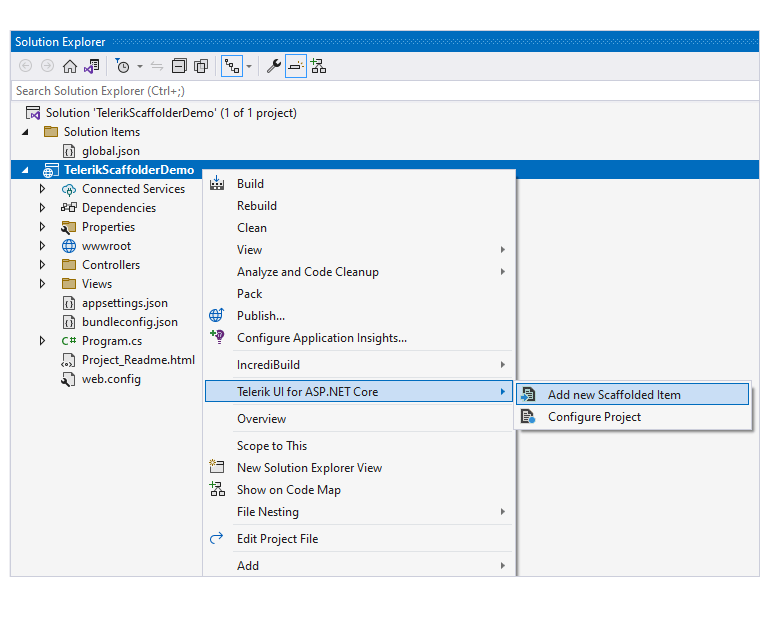 Solution Explorer
Search Solution Explorer (Ctrl+;)
Solution 'TelerikScaffolderDemo' (1 of 1 project)
Solution Items
global.json
TelerikScaffolderDemo
Connected Services
Dependencies
Properties
wwwroot
Controllers
Views
appsettings.json
bundleconfig.json
C# Program.cs
Project_Readme.html
web.config
Build
Rebuild
Clean
View
Analyze and Code Cleanup
Pack
Publish...
Configure Application Insights...
IncrediBuild
Telerik UI for ASP.NET Core
Overview
Scope to This
New Solution Explorer View
Show on Code Map
File Nesting
Edit Project File
Add
Add new Scaffolded Item
Configure Project